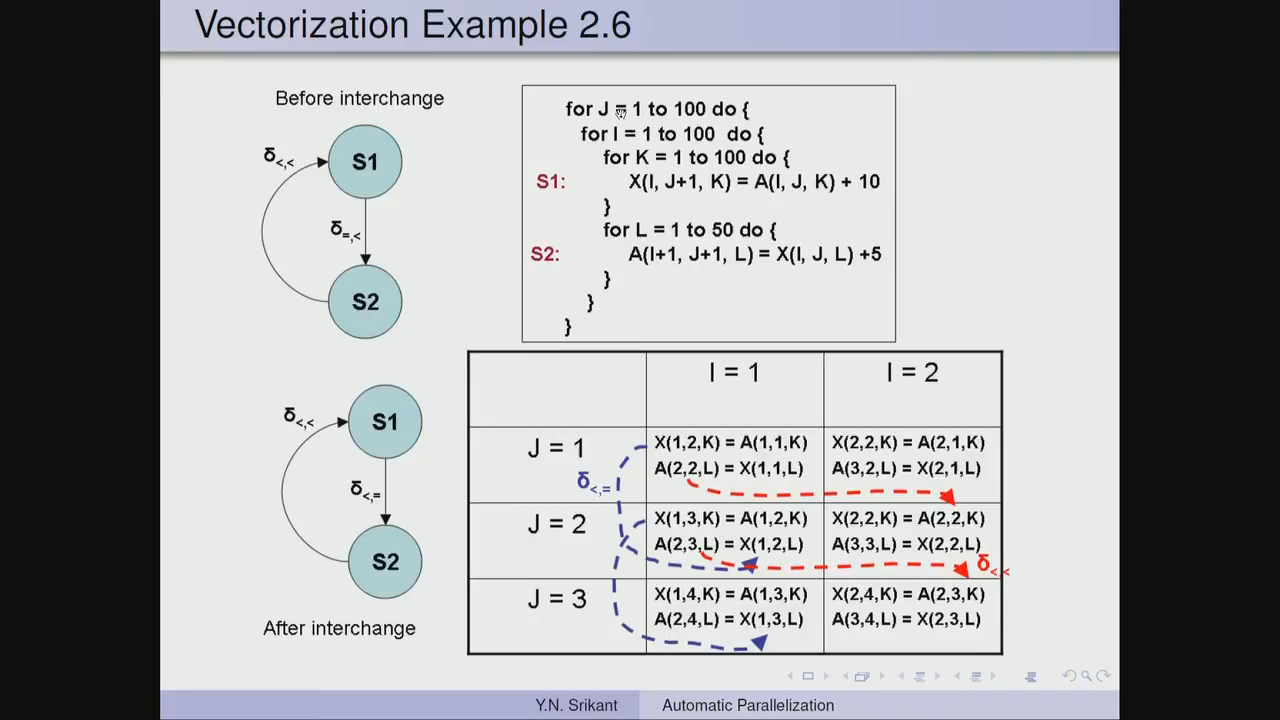 Vectorization Example 2.6
Before interchange
δ<,<
S1
δ=,<
S2
for J = 1 to 100 do {
for I = 1 to 100 do {
for K = 1 to 100 do {
S1: X(I, J+1, K) = A(I, J, K) + 10
}
for L = 1 to 50 do {
S2: A(I+1, J+1, L) = X(I, J, L) +5
}
}
}
δ<,<
S1
δ<,=
S2
After interchange
I = 1 I = 2
J = 1
X(1,2,K) = A(1,1,K) X(2,2,K) = A(2,1,K)
A(2,2,L) = X(1,1,L) A(3,2,L) = X(2,1,L)
δ<,=
J = 2
X(1,3,K) = A(1,2,K) X(2,2,K) = A(2,2,K)
A(2,3,L) = X(1,2,L) A(3,3,L) = X(2,2,L)
δ<,<
J = 3
X(1,4,K) = A(1,3,K) X(2,4,K) = A(2,3,K)
A(2,4,L) = X(1,3,L) A(3,4,L) = X(2,3,L)
Y.N. Srikant Automatic Parallelization